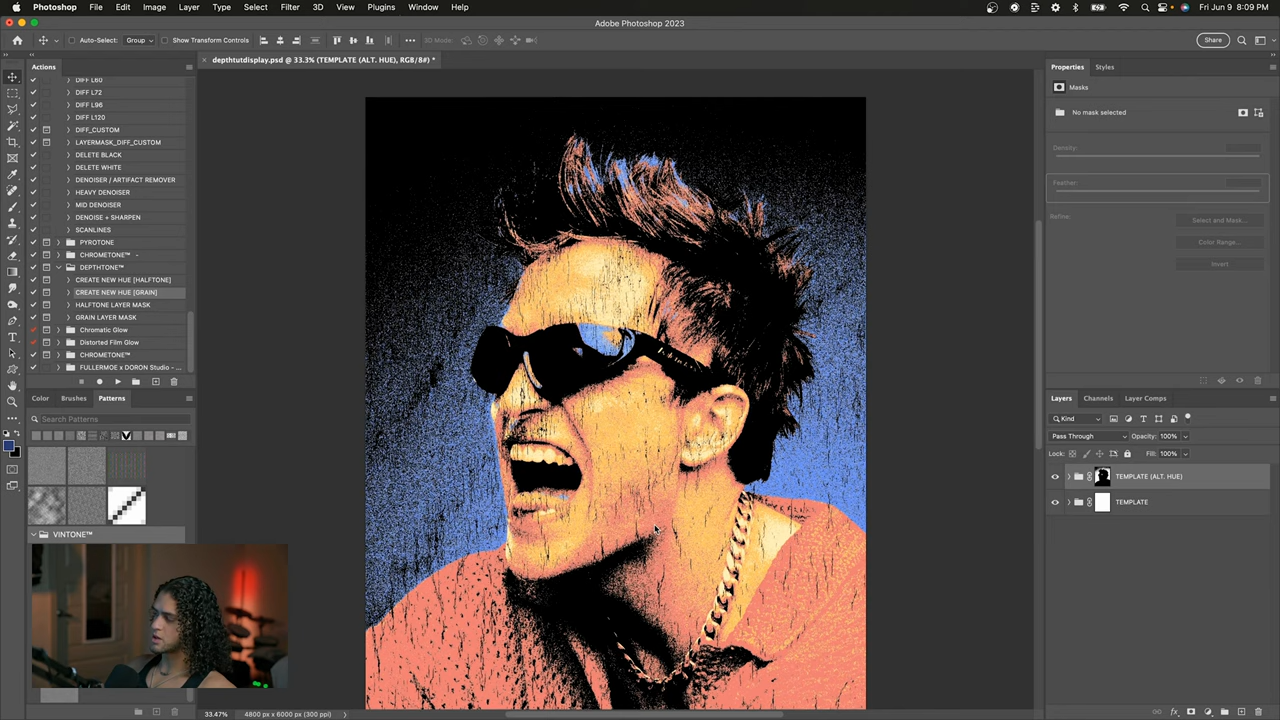 Photoshop File Edit Image Layer Type Select Filter 3D View Plugins Window Help Fri Jun 9 8:09 PM
Adobe Photoshop 2023
Auto-Select: Group Show Transform Controls 3D Mode: Share
Actions
depthtutdisplay.psd @ 33.3% (TEMPLATE (ALT. HUE), RGB/8#) *
DIFF L60
DIFF L72
DIFF L96
DIFF L120
DIFF_CUSTOM
LAYERMASK_DIFF_CUSTOM
DELETE BLACK
DELETE WHITE
DENOISER / ARTIFACT REMOVER
HEAVY DENOISER
MID DENOISER
DENOISE + SHARPEN
SCANLINES
PYROTONE
CHROMETONE™ -
DEPTHTONE™
CREATE NEW HUE [HALFTONE]
CREATE NEW HUE [GRAIN]
HALFTONE LAYER MASK
GRAIN LAYER MASK
Chromatic Glow
Distorted Film Glow
CHROMETONE™
FULLERMOE x DORON Studio - ...
Color Brushes Patterns
Search Patterns
VINTONE™
33.47% 4800 px x 6000 px (300 ppi)
Properties Styles
Masks
No mask selected
Density:
Feather:
Refine: Select and Mask...
Color Range...
Invert
Layers Channels Layer Comps
Kind
Pass Through Opacity: 100%
Lock: Fill: 100%
TEMPLATE (ALT. HUE)
TEMPLATE